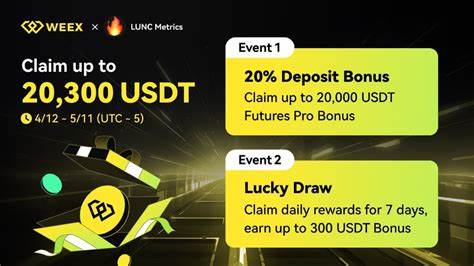 WEEX × LUNC Metrics
Claim up to
20,300 USDT
4/12 - 5/11 (UTC - 5)
Event 1
20% Deposit Bonus
Claim up to 20,000 USDT
Futures Pro Bonus
Event 2
Lucky Draw
Claim daily rewards for 7 days,
earn up to 300 USDT Bonus